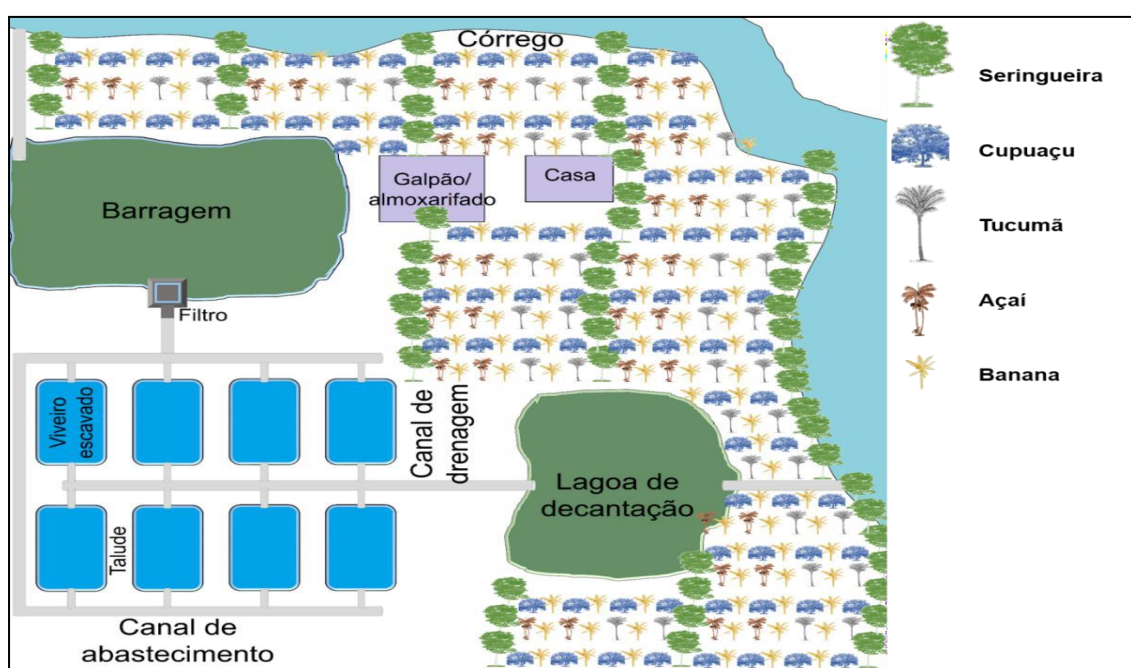 Córrego
Seringueira
Cupuaçu
Tucumã
Açaí
Banana
Galpão/
almoxarifado
Casa
Barragem
Filtro
Viveiro
escavado
Canal de
drenagem
Lagoa de
decantação
Talude
Canal de
abastecimento